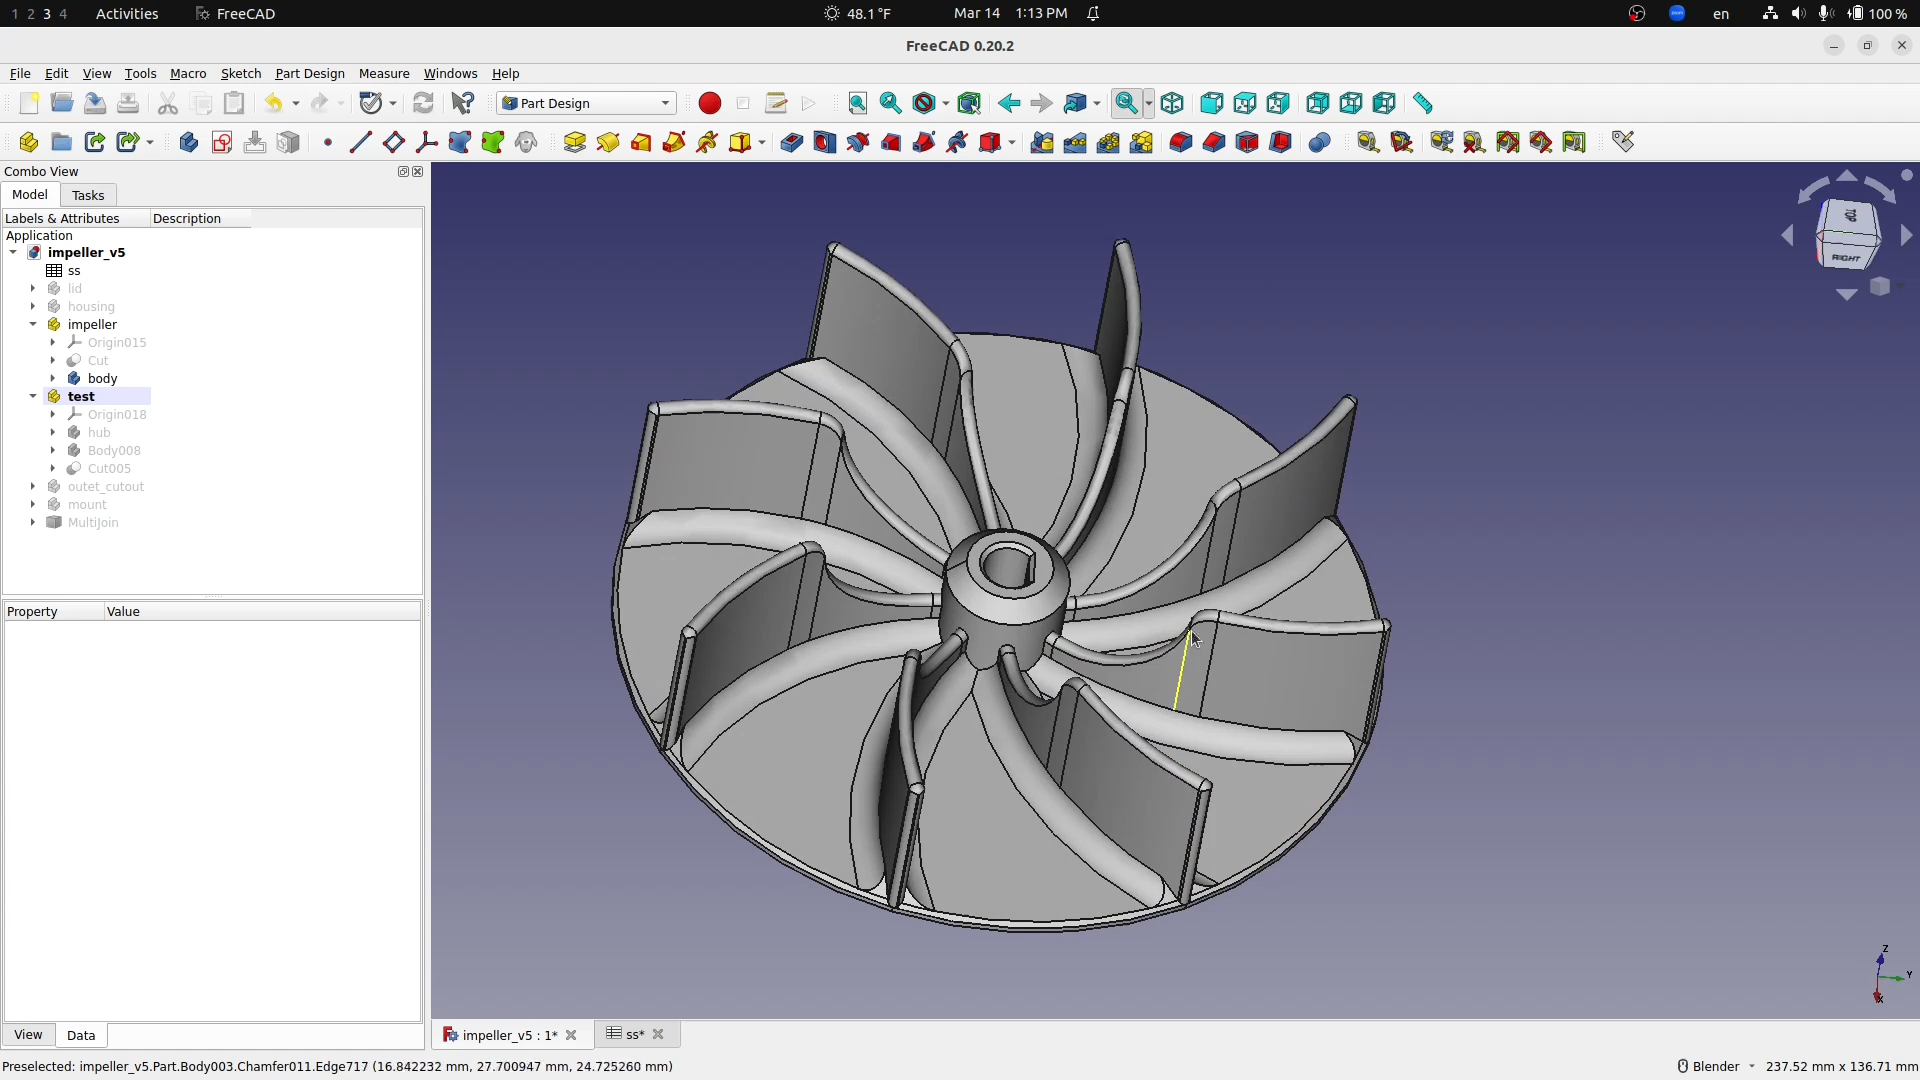 1 2 3 4 Activities FreeCAD 48.1 °F Mar 14 1:13 PM en 100 %
FreeCAD 0.20.2
File Edit View Tools Macro Sketch Part Design Measure Windows Help
Part Design
Combo View
Model Tasks
Labels & Attributes Description
Application
impeller_v5
ss
lid
housing
impeller
Origin015
Cut
body
test
Origin018
hub
Body008
Cut005
outet_cutout
mount
MultiJoin
Property Value
View Data
TOP
RIGHT
Z
Y
X
impeller_v5 : 1* ss*
Preselected: impeller_v5.Part.Body003.Chamfer011.Edge717 (16.842232 mm, 27.700947 mm, 24.725260 mm) Blender 237.52 mm x 136.71 mm